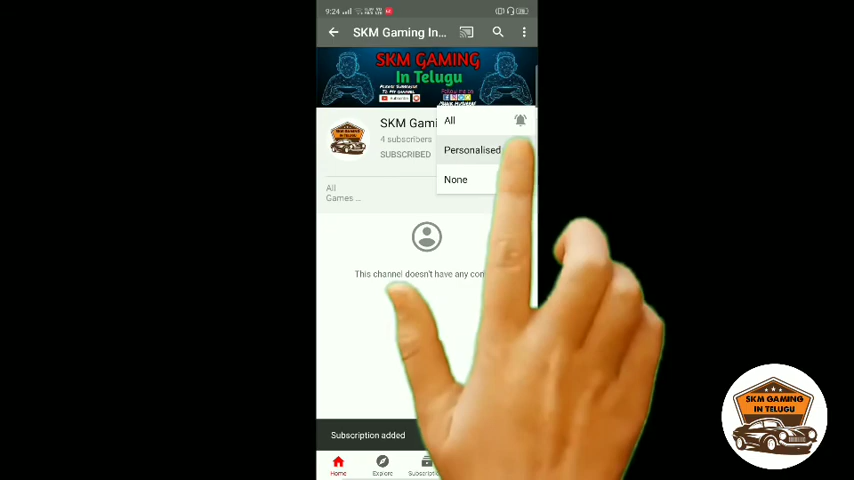 9:24
SKM Gaming In...
SKM GAMING
In Telugu
SKM Gami
4 subscribers
SUBSCRIBED
All
Personalised
None
All
Games ...
This channel doesn't have any con
Subscription added
Home
Explore
SKM GAMING
IN TELUGU